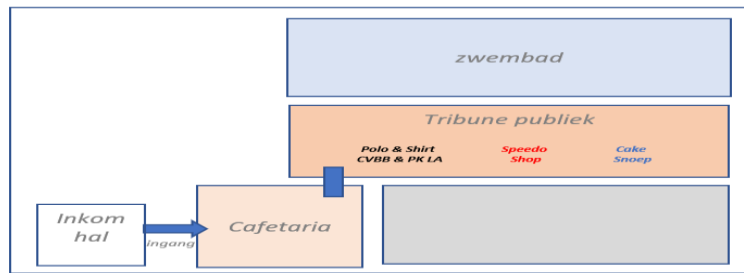 zwembad
Tribune publiek
Polo & Shirt
CVBB & PK LA
Speedo
Shop
Cake
Snoep
Inkom
hal
ingang
Cafetaria